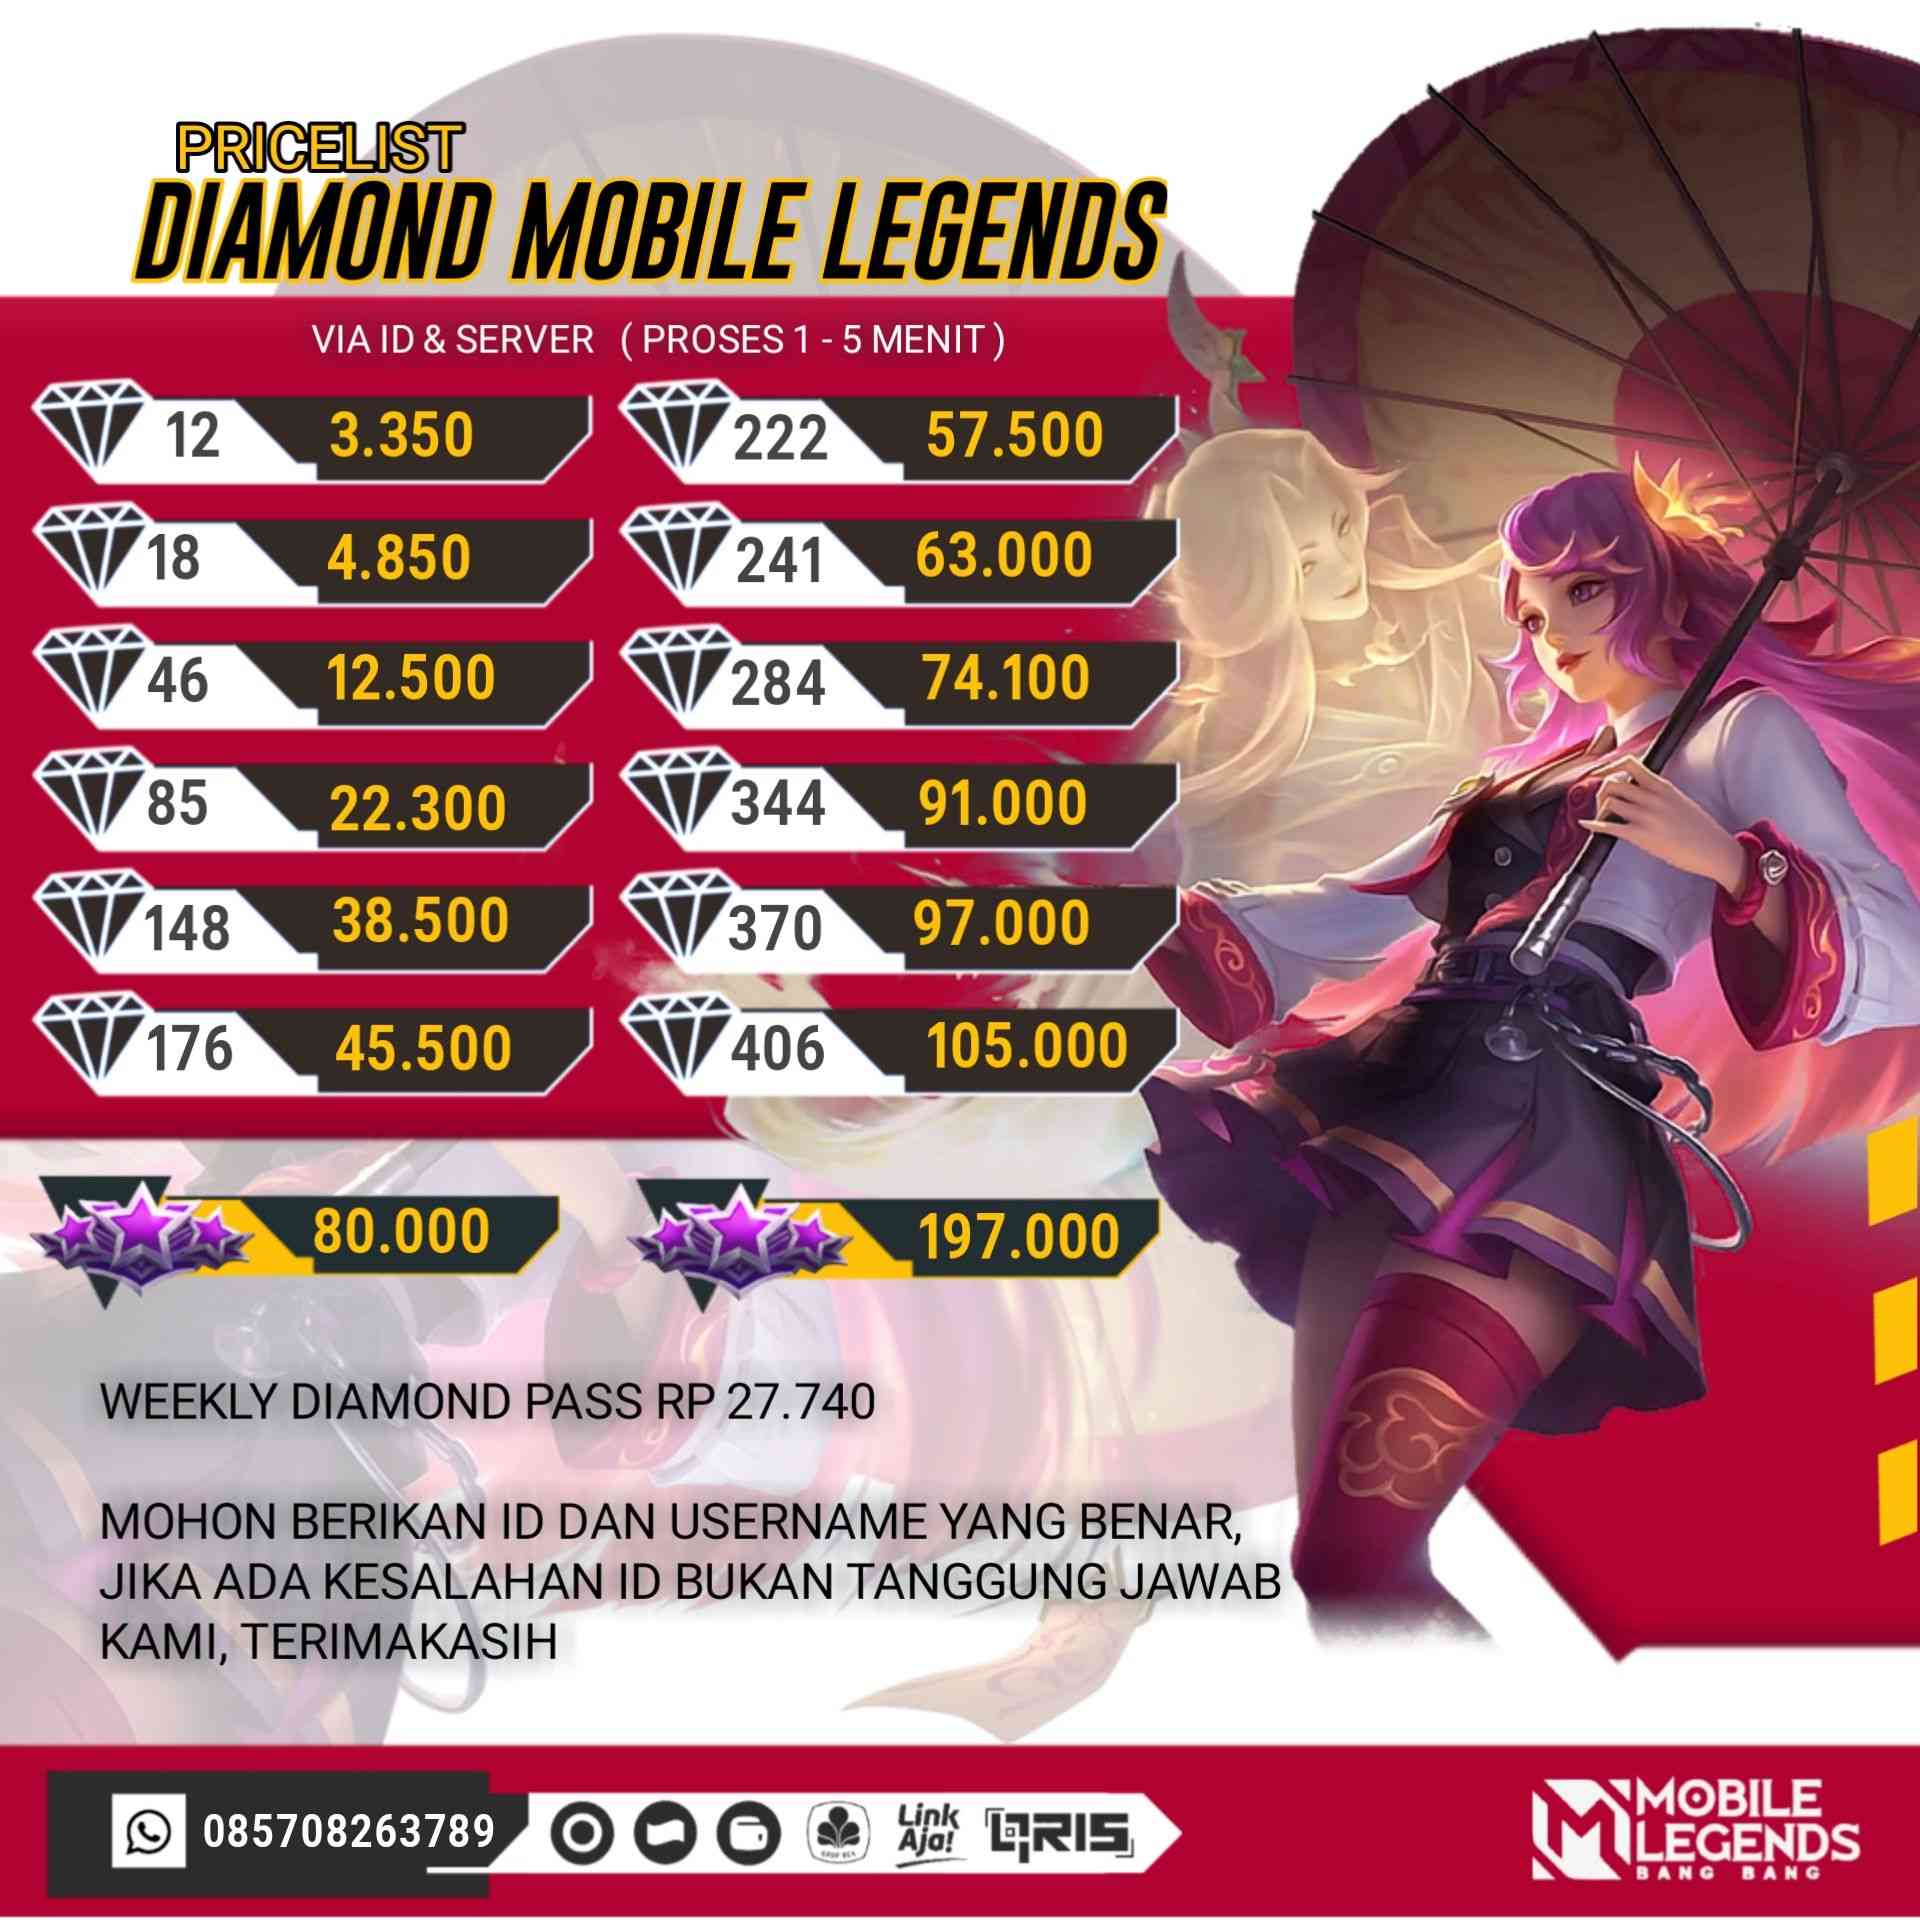 PRICELIST
DIAMOND MOBILE LEGENDS
VIA ID & SERVER ( PROSES 1 - 5 MENIT )
12 3.350
222 57.500
18 4.850
241 63.000
46 12.500
284 74.100
85 22.300
344 91.000
148 38.500
370 97.000
176 45.500
406 105.000
80.000
197.000
WEEKLY DIAMOND PASS RP 27.740
MOHON BERIKAN ID DAN USERNAME YANG BENAR,
JIKA ADA KESALAHAN ID BUKAN TANGGUNG JAWAB
KAMI, TERIMAKASIH
085708263789
Link
Aja!
QRIS
MOBILE
LEGENDS
BANG BANG